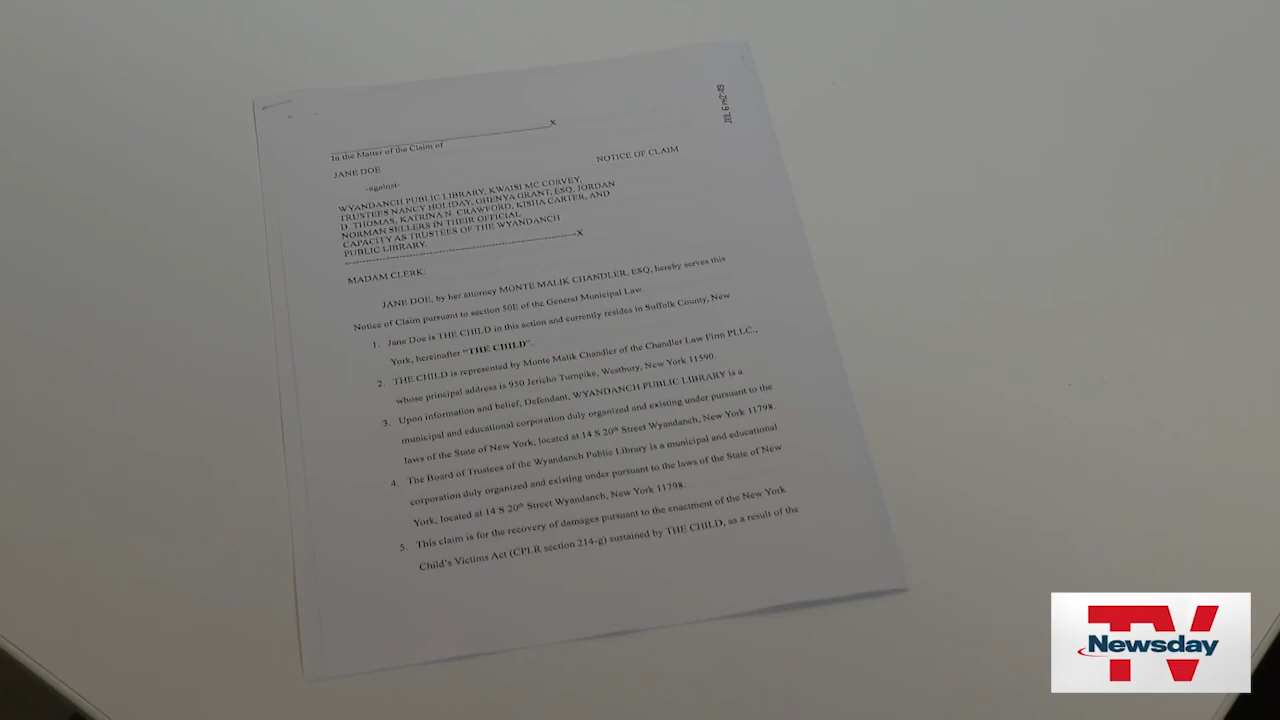 JUL 6 PM2:49
X
In the Matter of the Claim of
JANE DOE
NOTICE OF CLAIM
-against-
WYANDANCH PUBLIC LIBRARY, KWAISI MC CORVEY,
TRUSTEES NANCY HOLIDAY, GHENYA GRANT, ESQ, JORDAN
D. THOMAS, KATRINA N. CRAWFORD, KISHA CARTER, AND
NORMAN SELLERS IN THEIR OFFICIAL
CAPACITY AS TRUSTEES OF THE WYANDANCH
PUBLIC LIBRARY.
X
MADAM CLERK:
JANE DOE, by her attorney MONTE MALIK CHANDLER, ESQ, hereby serves this
Notice of Claim pursuant to section 50E of the General Municipal Law.
1. Jane Doe is THE CHILD in this action and currently resides in Suffolk County, New
York, hereinafter “THE CHILD”.
2. THE CHILD is represented by Monte Malik Chandler of the Chandler Law Firm PLLC.,
whose principal address is 950 Jericho Turnpike, Westbury, New York 11590.
3. Upon information and belief, Defendant, WYANDANCH PUBLIC LIBRARY is a
municipal and educational corporation duly organized and existing under pursuant to the
laws of the State of New York, located at 14 S 20th Street Wyandanch, New York 11798.
4. The Board of Trustees of the Wyandanch Public Library is a municipal and educational
corporation duly organized and existing under pursuant to the laws of the State of New
York, located at 14 S 20th Street Wyandanch, New York 11798.
5. This claim is for the recovery of damages pursuant to the enactment of the New York
Child’s Victims Act (CPLR section 214-g) sustained by THE CHILD, as a result of the
TV
Newsday